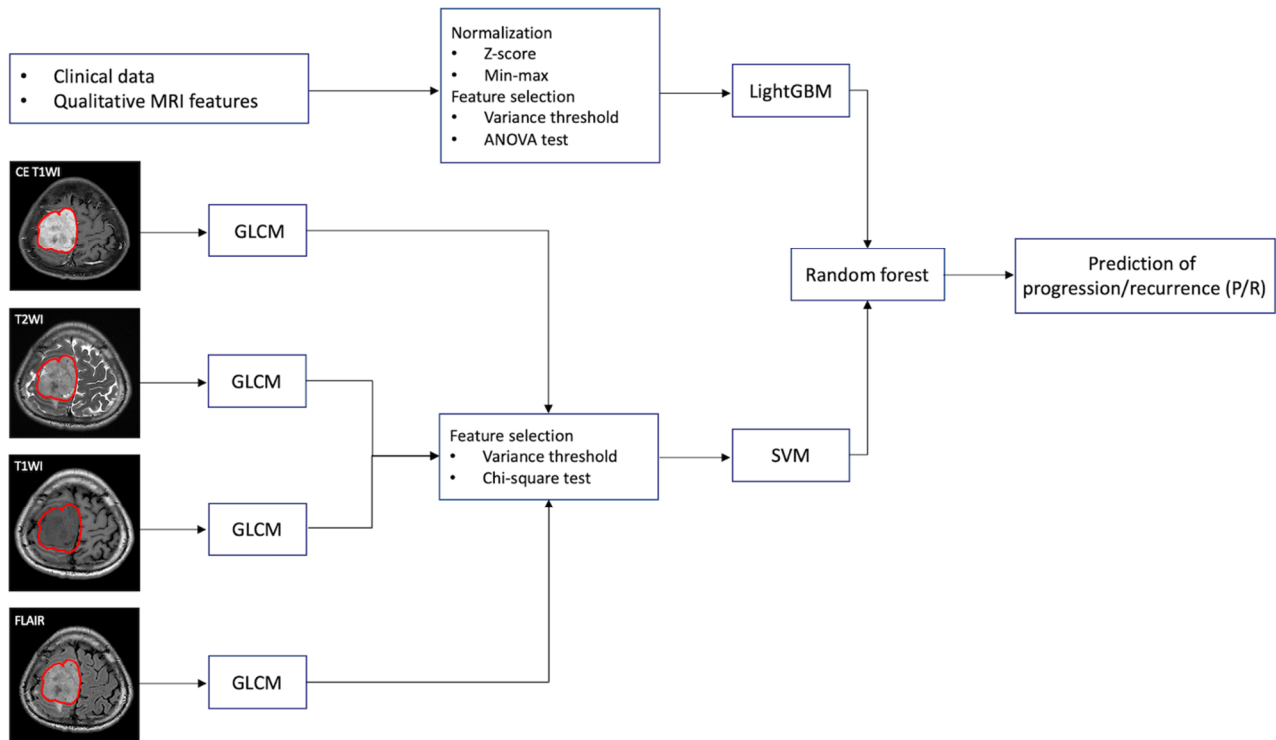 • Clinical data
• Qualitative MRI features
Normalization
• Z-score
• Min-max
Feature selection
• Variance threshold
• ANOVA test
LightGBM
CE T1WI
GLCM
T2WI
GLCM
T1WI
GLCM
FLAIR
GLCM
Feature selection
• Variance threshold
• Chi-square test
SVM
Random forest
Prediction of
progression/recurrence (P/R)